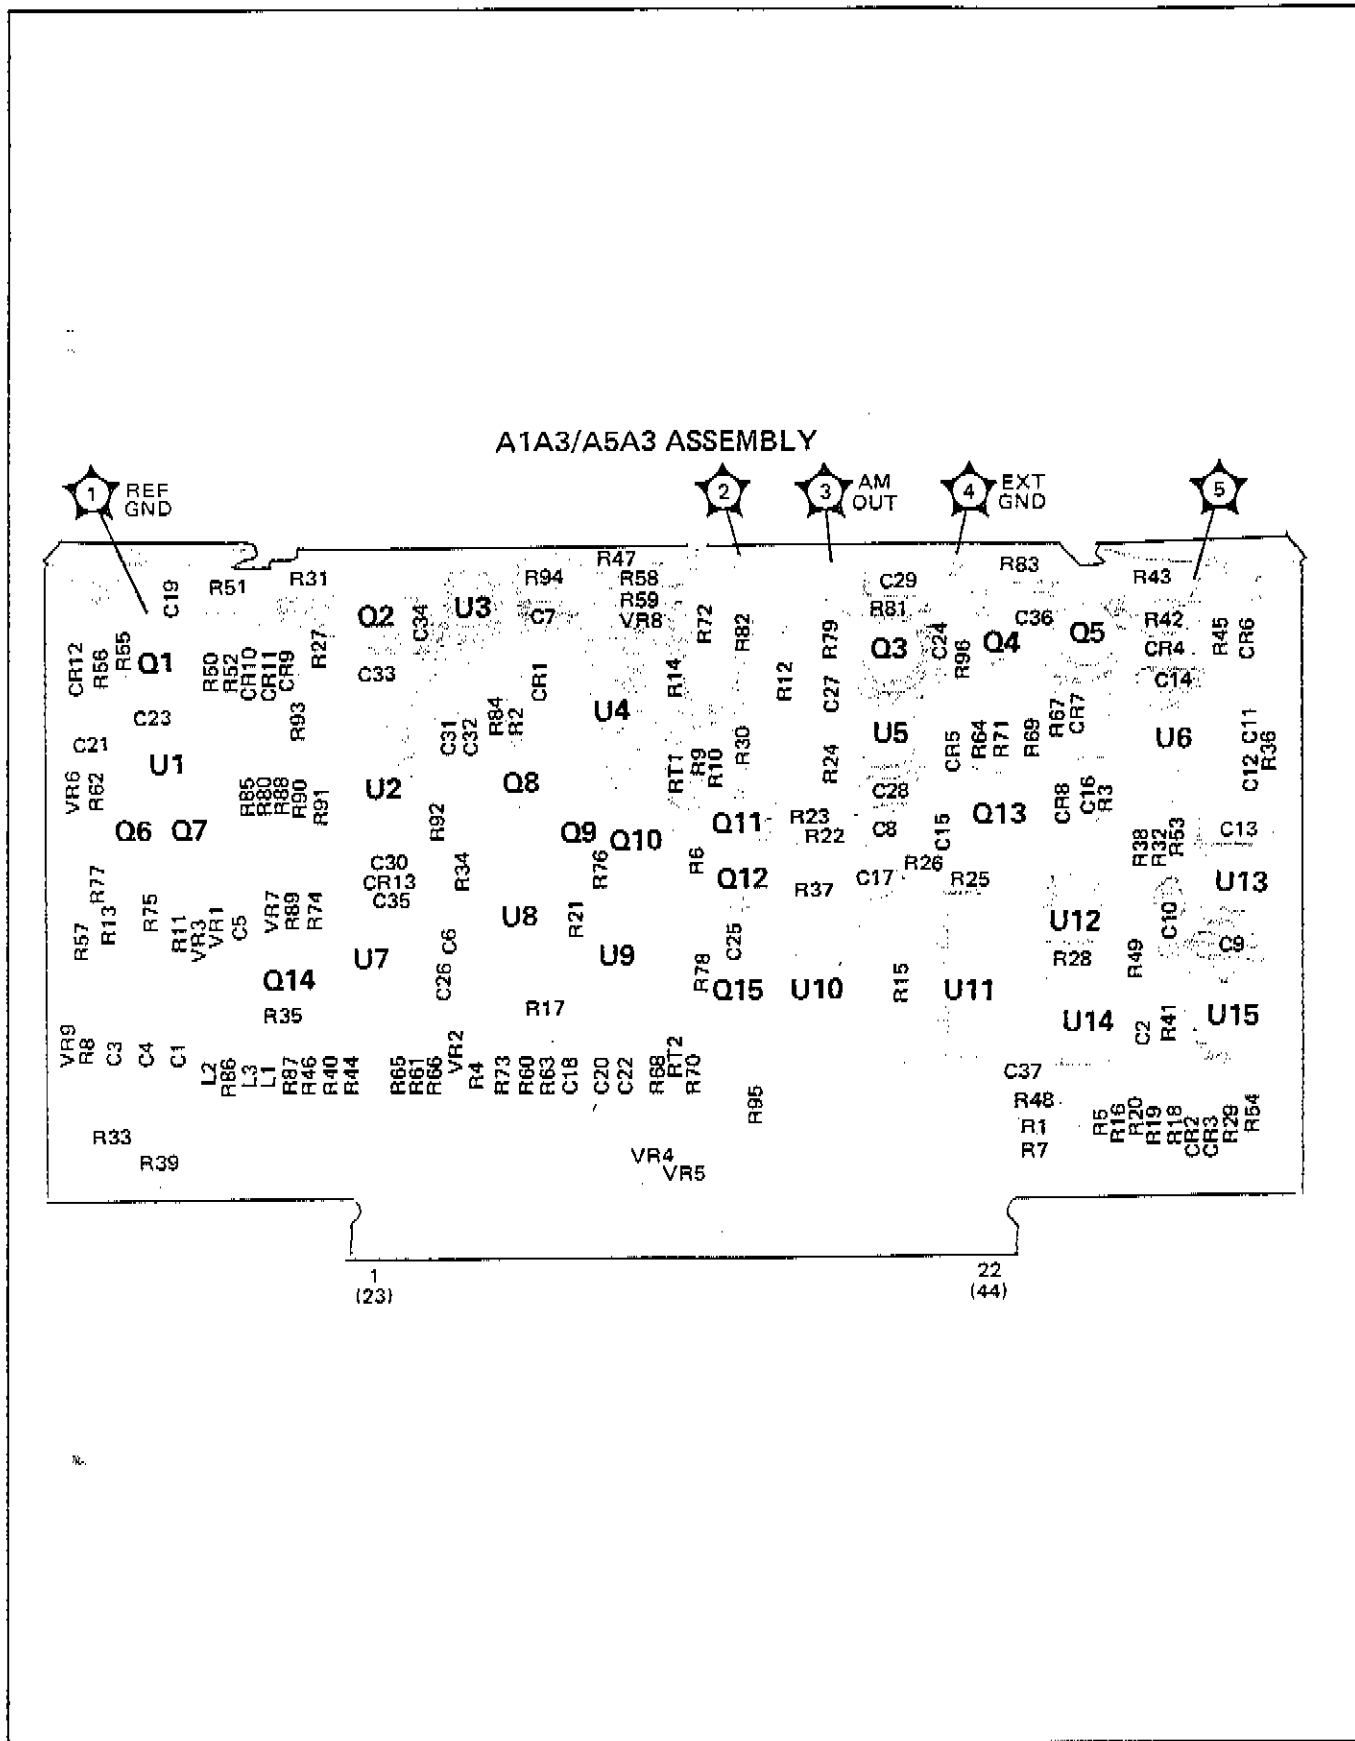 A1A3/A5A3 ASSEMBLY
1 REF GND
2
3 AM OUT
4 EXT GND
5
R47
R83
C19
R51
R31
R94
R58
C29
R43
R59
R81
Q2
C34
U3
C7
VR8
R72
R82
R79
C24
C36
Q5
R42
R45
CR6
CR12
R56
R55
Q1
R50
R52
CR10
CR11
CR9
R27
C33
CR1
R14
R12
C27
Q3
R96
Q4
CR4
C14
C23
R93
C31
C32
R84
R2
U4
R30
U5
R67
CR7
U6
C11
R36
C12
C21
U1
RT1
R9
R10
R24
CR5
R64
R71
R69
VR6
R62
R85
R80
R88
R90
R91
U2
Q8
C28
CR8
C16
R3
Q6
Q7
R92
Q9
Q10
Q11
R23
R22
C8
C15
Q13
R38
R32
R53
C13
C30
CR13
C35
R34
R76
R6
Q12
R37
C17
R26
R25
U13
R77
R57
R13
R75
R11
VR3
VR1
C5
VR7
R89
R74
U8
R21
U12
C10
C9
U7
C6
C26
U9
R78
C25
R28
R49
Q14
Q15
U10
R15
U11
R35
R17
U14
C2
R41
U15
VR9
R8
C3
C4
C1
L2
R86
L3
L1
R87
R46
R40
R44
R65
R61
R66
VR2
R4
R73
R60
R63
C18
C20
C22
R68
RT2
R70
R95
C37
R48
R1
R7
R5
R16
R20
R19
R18
CR2
CR3
R29
R54
R33
R39
VR4
VR5
1 22
(23) (44)